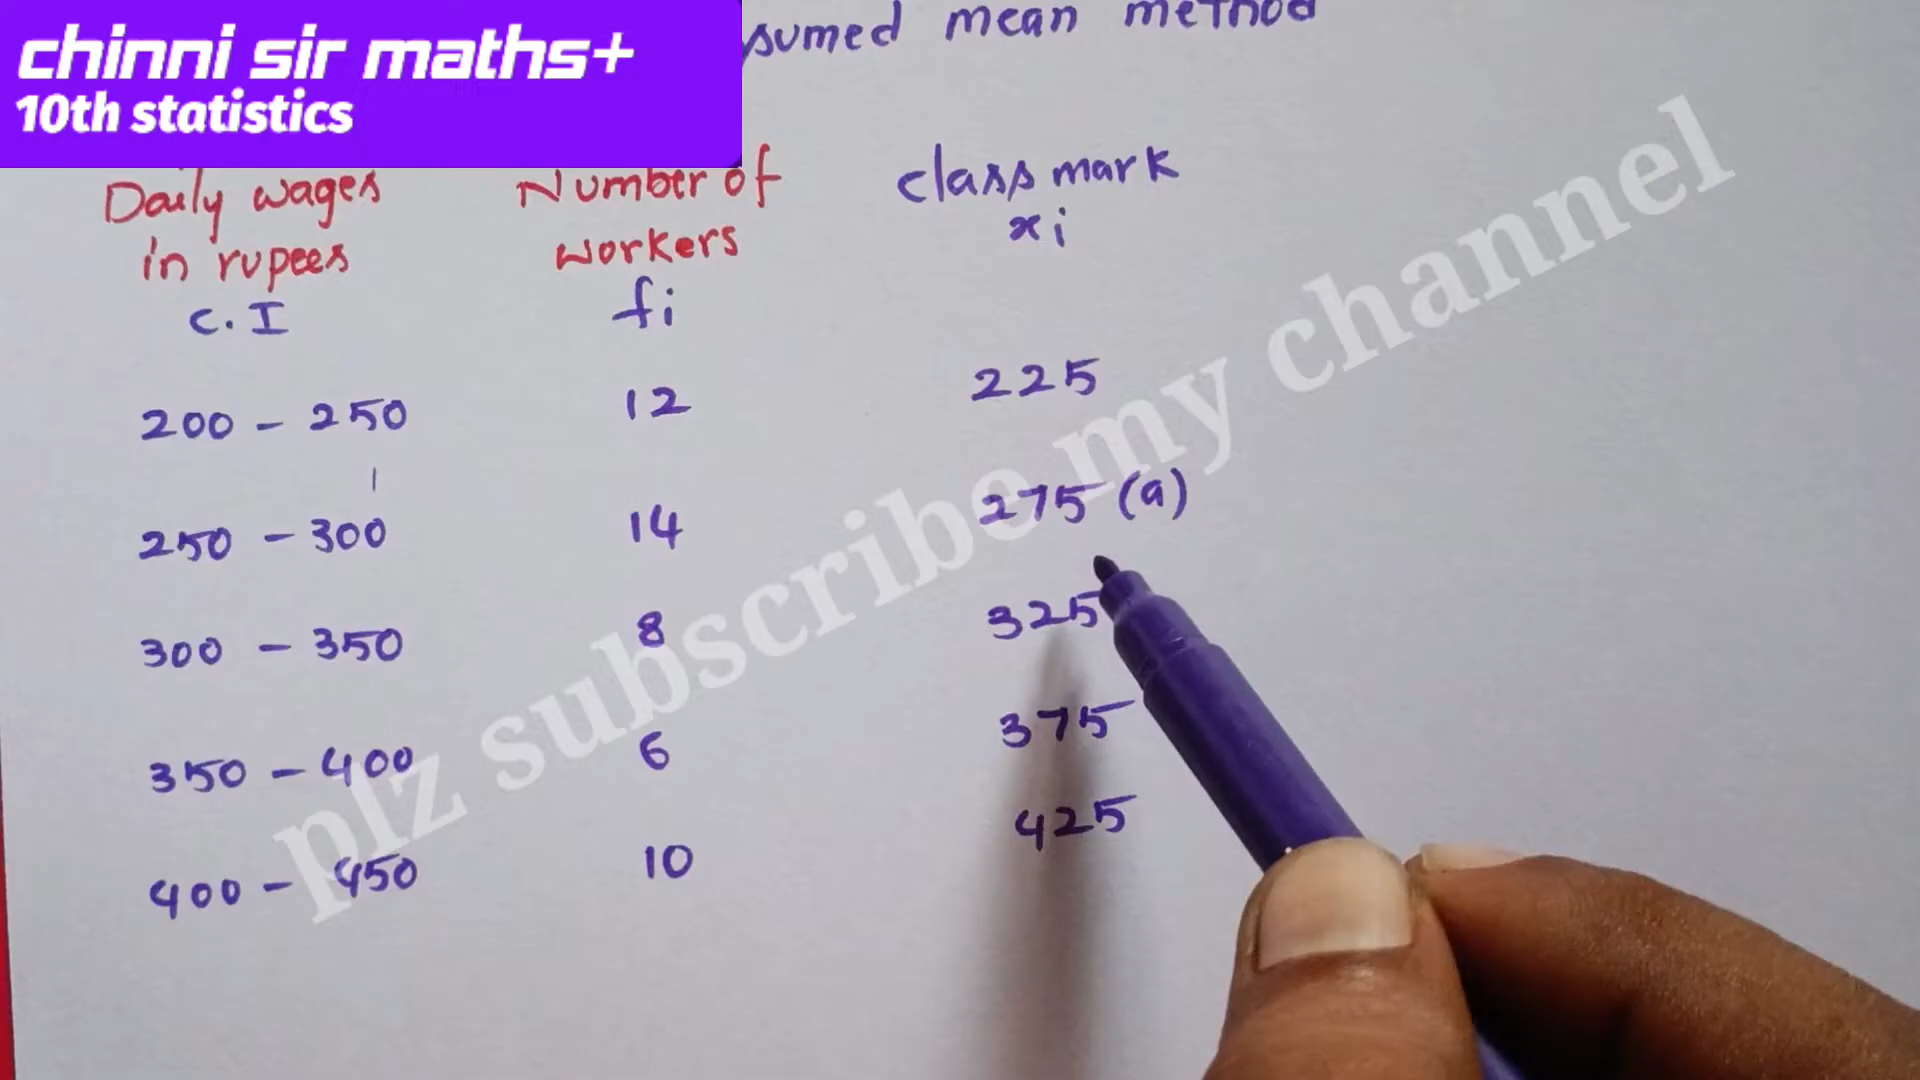 chinni sir maths+
10th statistics
sumed mean method
Daily wages
in rupees
C.I
Number of
workers
fi
class mark
xi
200 - 250 12 225
250 - 300 14 275 (a)
300 - 350 8 325
350 - 400 6 375
400 - 450 10 425
plz subscribe my channel